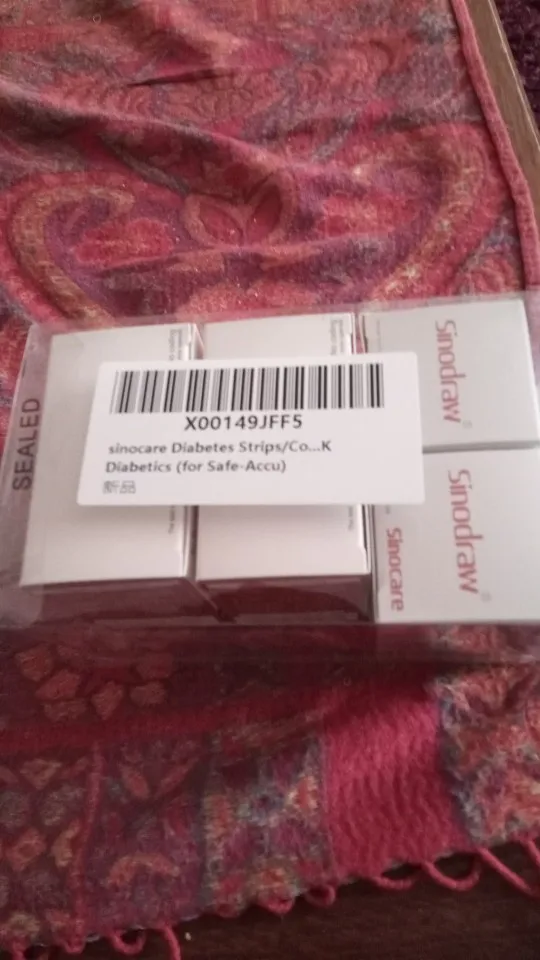 SEALED
X00149JFF5
sinocare Diabetes Strips/Co...K
Diabetics (for Safe-Accu)
新品
Sinodraw
Sinodraw
Sinocare